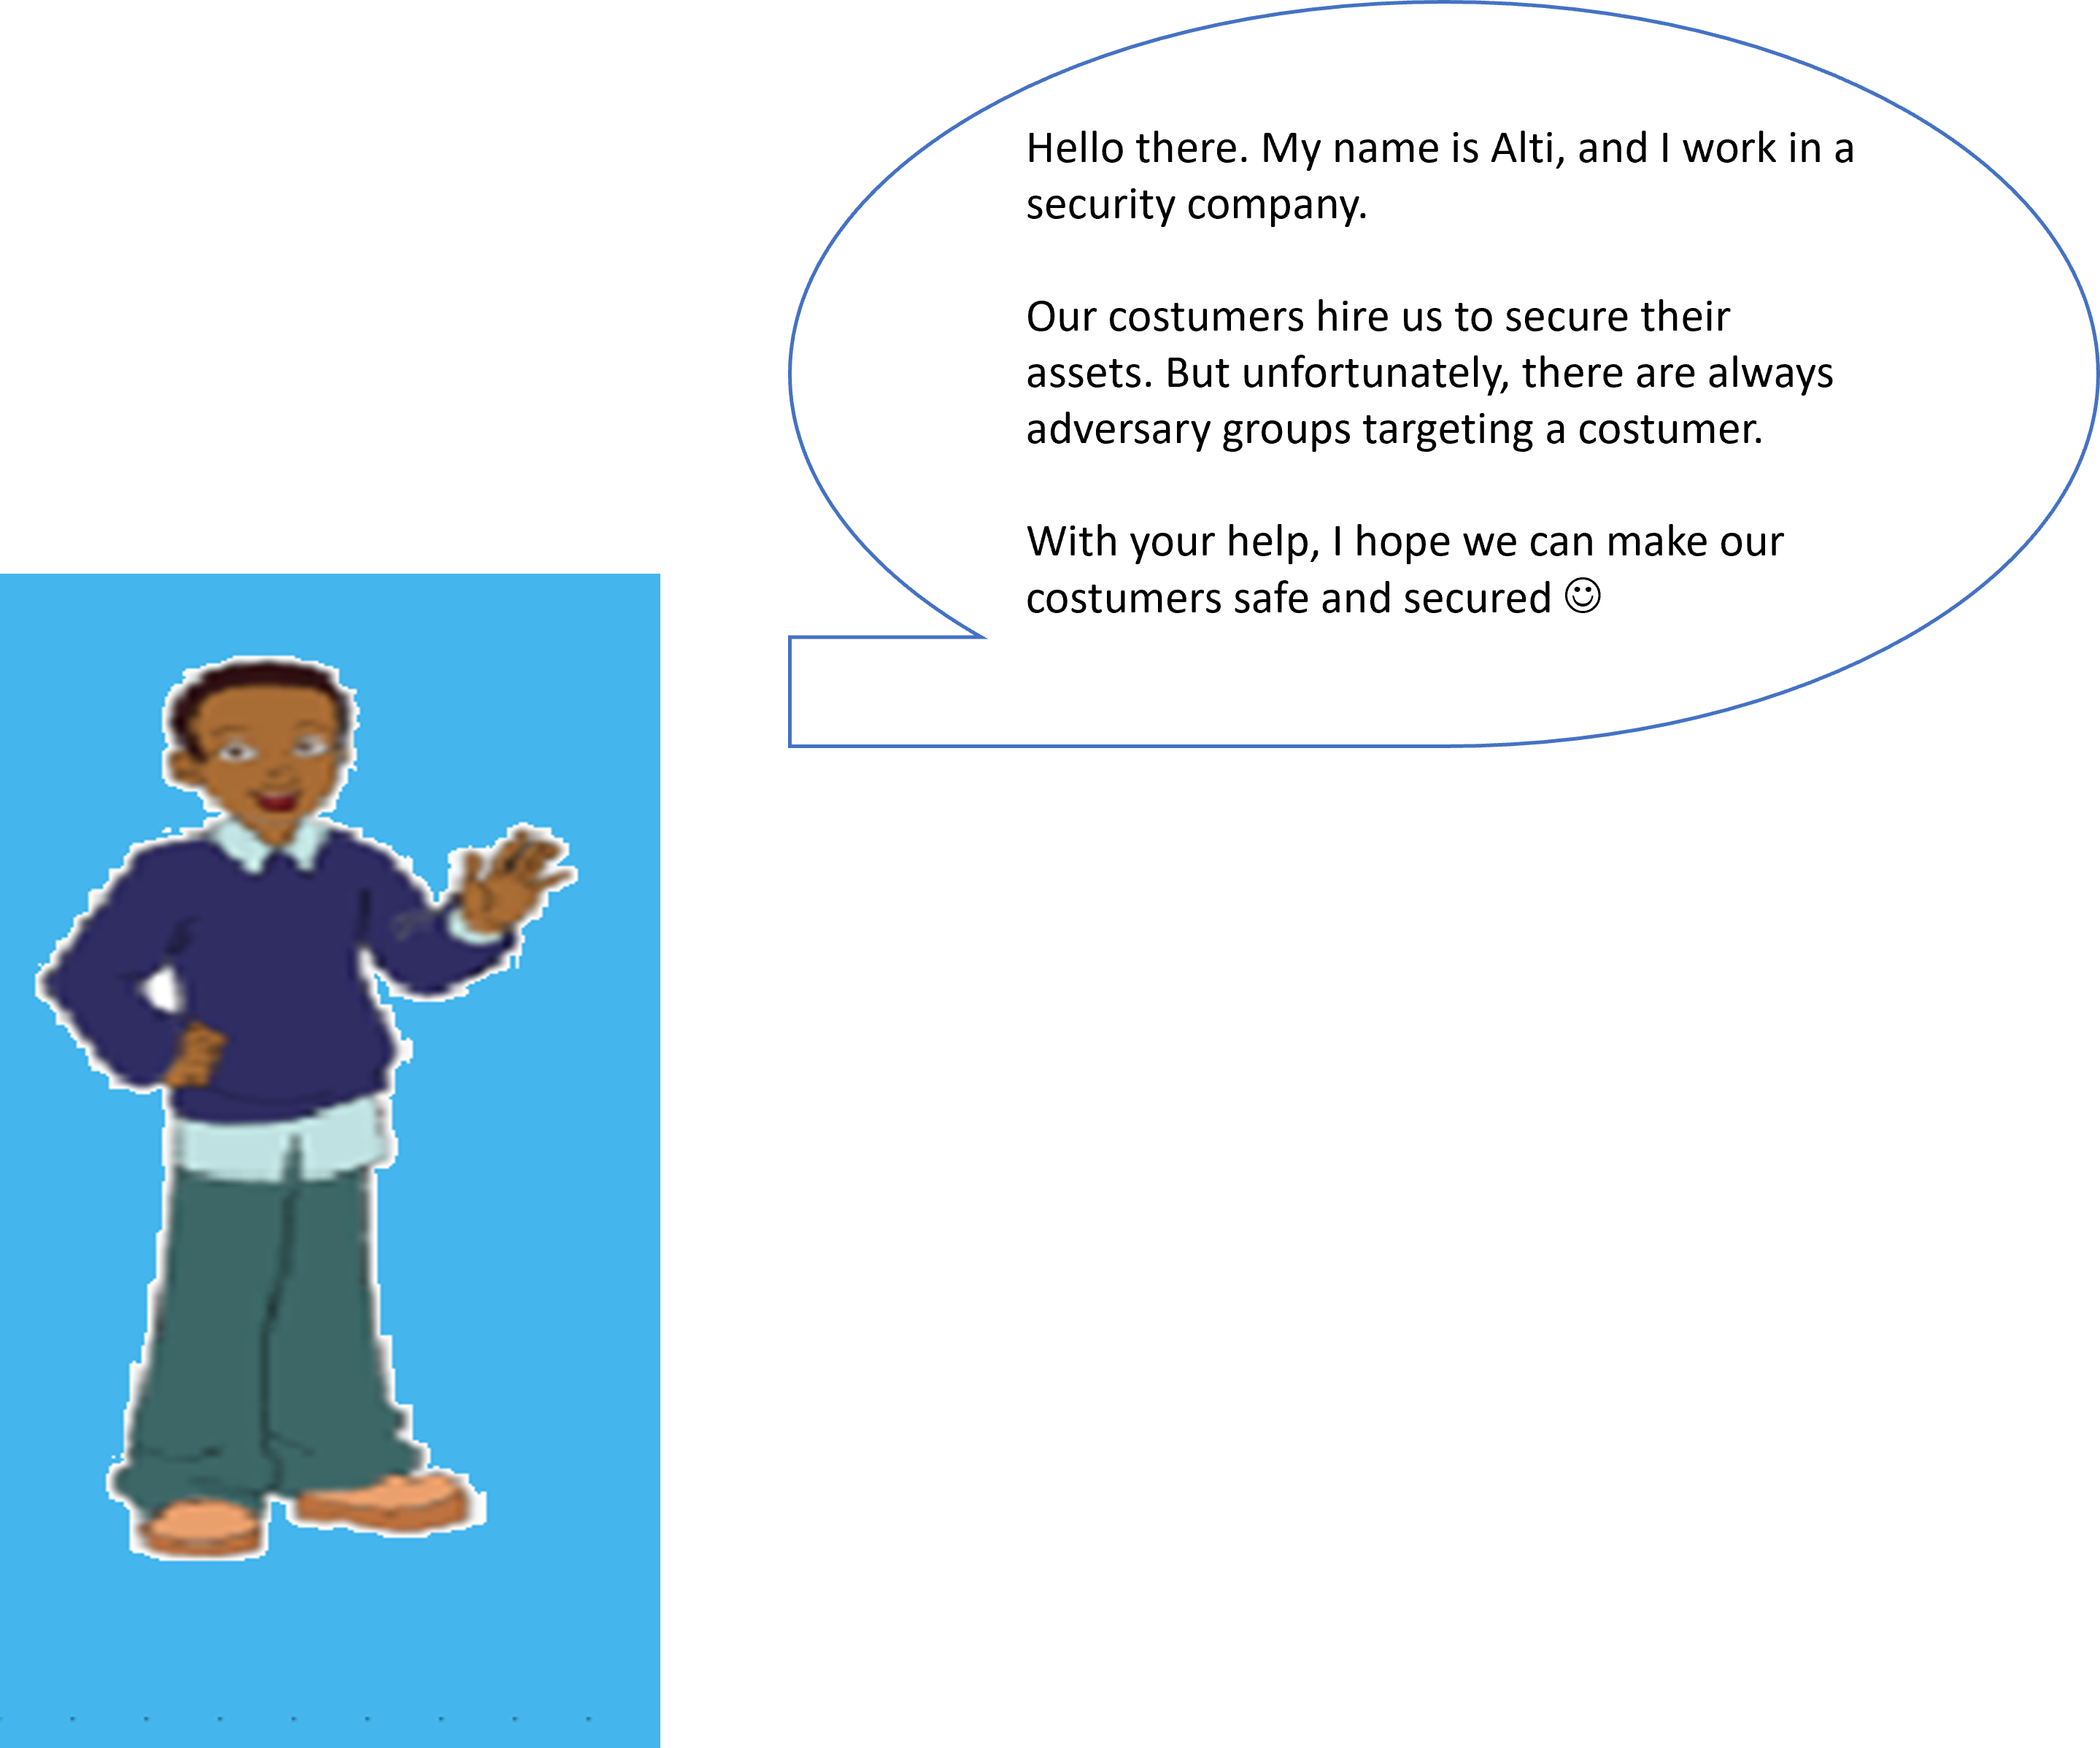 Hello there. My name is Alti, and I work in a
security company.
Our costumers hire us to secure their
assets. But unfortunately, there are always
adversary groups targeting a costumer.
With your help, I hope we can make our
costumers safe and secured ☺